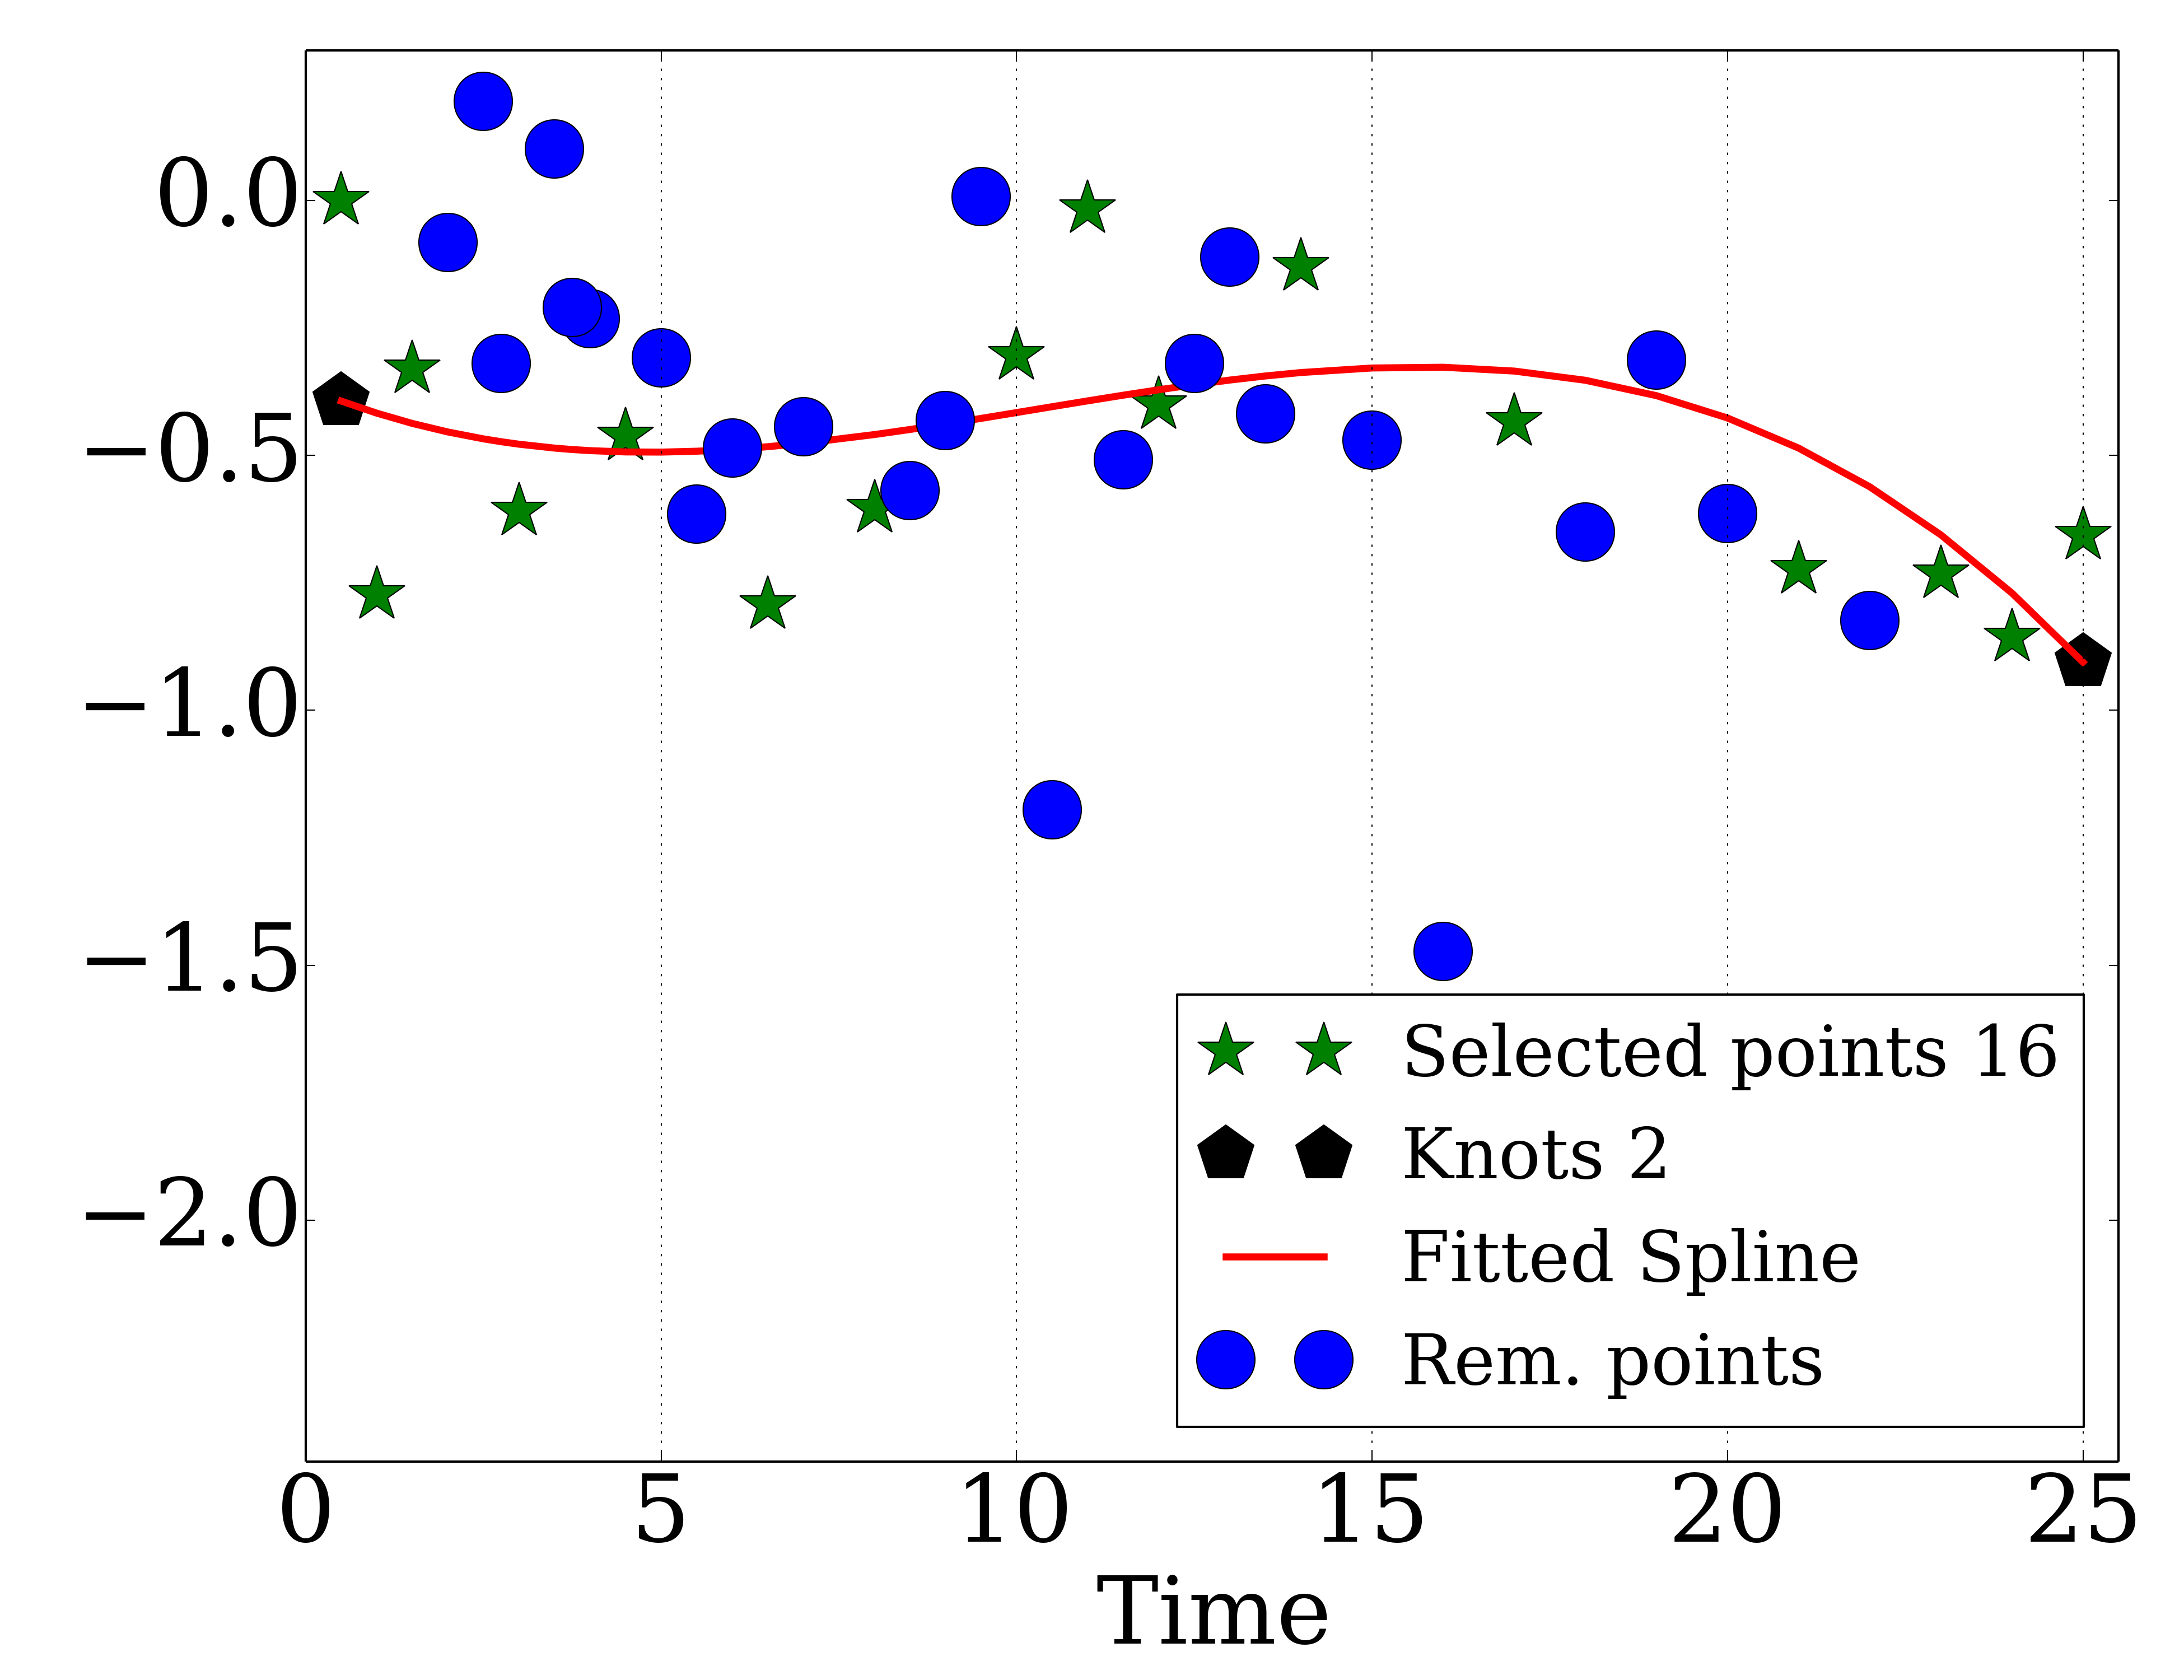 0.0
−0.5
−1.0
−1.5
−2.0
Selected points 16
Knots 2
Fitted Spline
Rem. points
0 5 10 15 20 25
Time